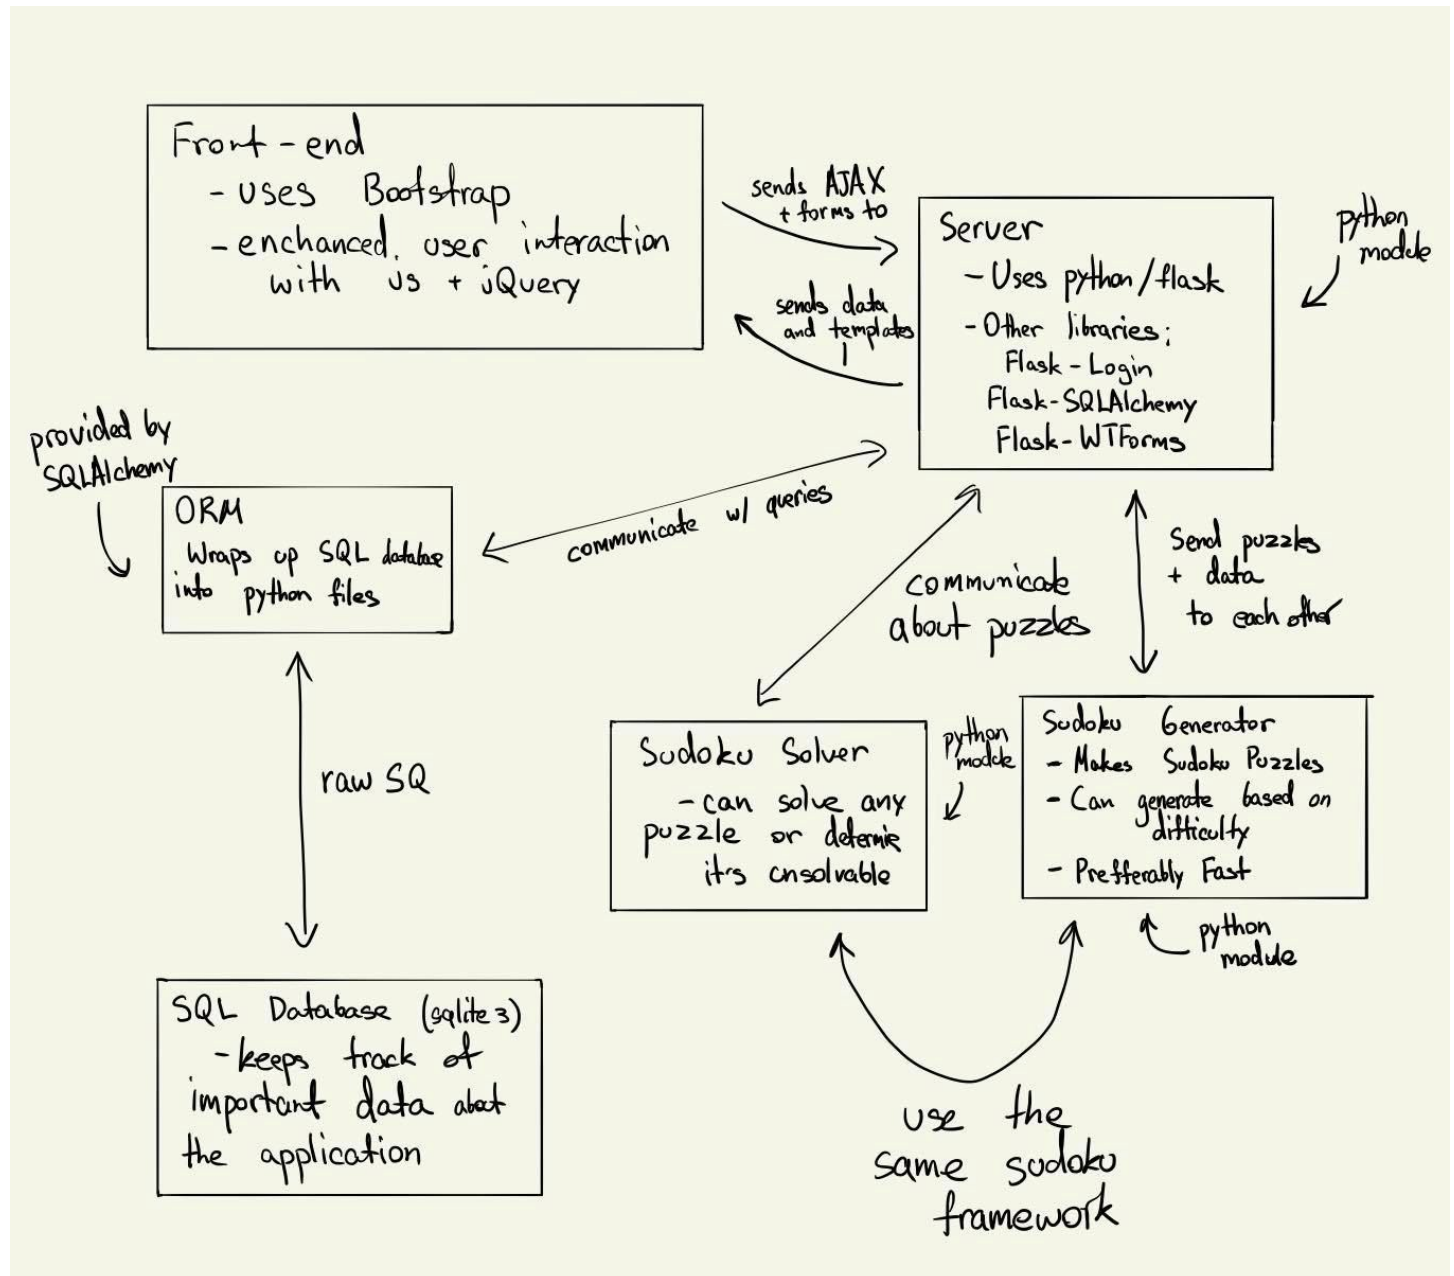 Front-end
- uses Bootstrap
- enchanced user interaction
with Js + jQuery
sends AJAX
+ forms to
sends data
and templates
Server
- Uses python/flask
- Other libraries:
Flask-Login
Flask-SQLAlchemy
Flask-WTForms
python
module
provided by
SQLAlchemy
ORM
Wraps up SQL database
into python files
communicate w/ queries
communicate
about puzzles
Send puzzles
+ data
to each other
raw SQ
Sudoku Solver
- can solve any
puzzle or determie
it's unsolvable
python
module
Sudoku Generator
- Makes Sudoku Puzzles
- Can generate based on
difficulty
- Prefferably Fast
python
module
SQL Database (sqlite3)
- keeps track of
important data about
the application
use the
same sudoku
framework